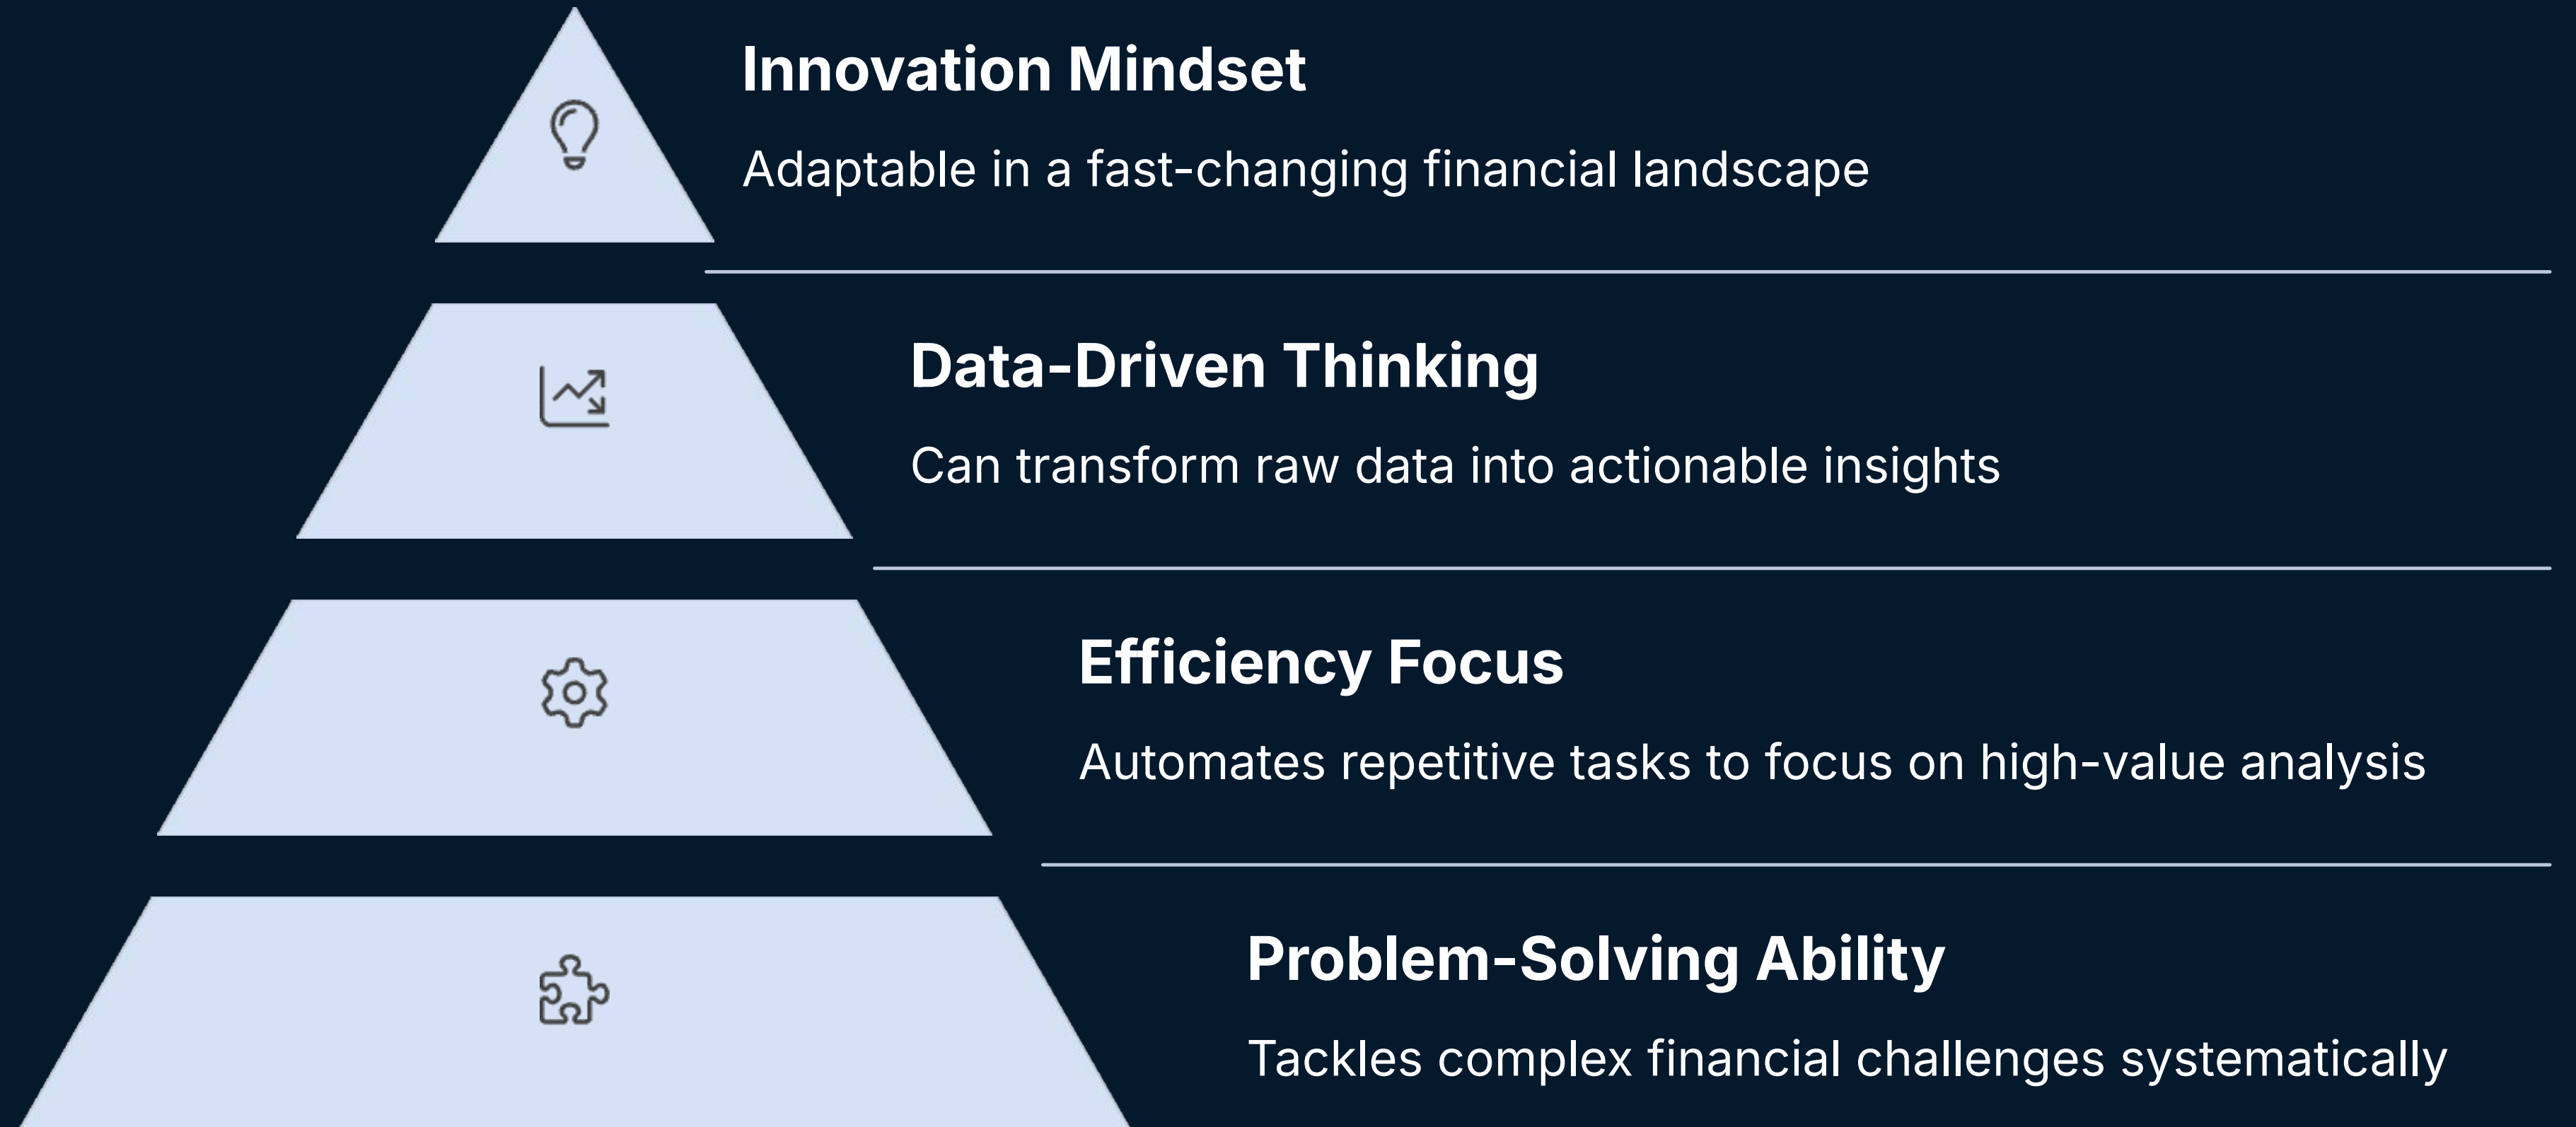 Innovation Mindset
Adaptable in a fast-changing financial landscape
Data-Driven Thinking
Can transform raw data into actionable insights
Efficiency Focus
Automates repetitive tasks to focus on high-value analysis
Problem-Solving Ability
Tackles complex financial challenges systematically